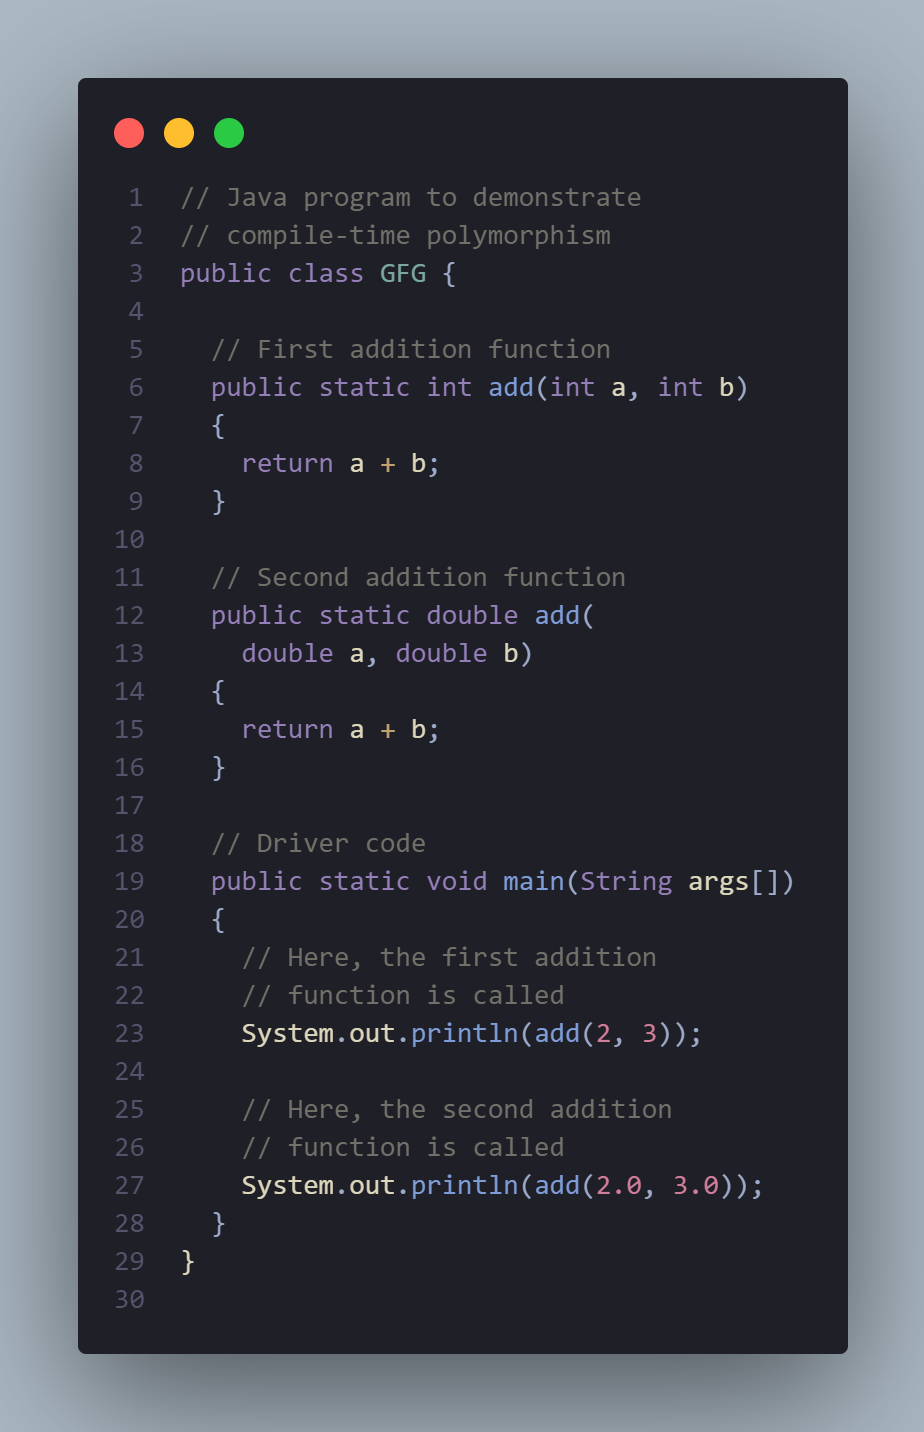 1 // Java program to demonstrate
2 // compile-time polymorphism
3 public class GFG {
4
5   // First addition function
6   public static int add(int a, int b)
7   {
8     return a + b;
9   }
10
11   // Second addition function
12   public static double add(
13     double a, double b)
14   {
15     return a + b;
16   }
17
18   // Driver code
19   public static void main(String args[])
20   {
21     // Here, the first addition
22     // function is called
23     System.out.println(add(2, 3));
24
25     // Here, the second addition
26     // function is called
27     System.out.println(add(2.0, 3.0));
28   }
29 }
30